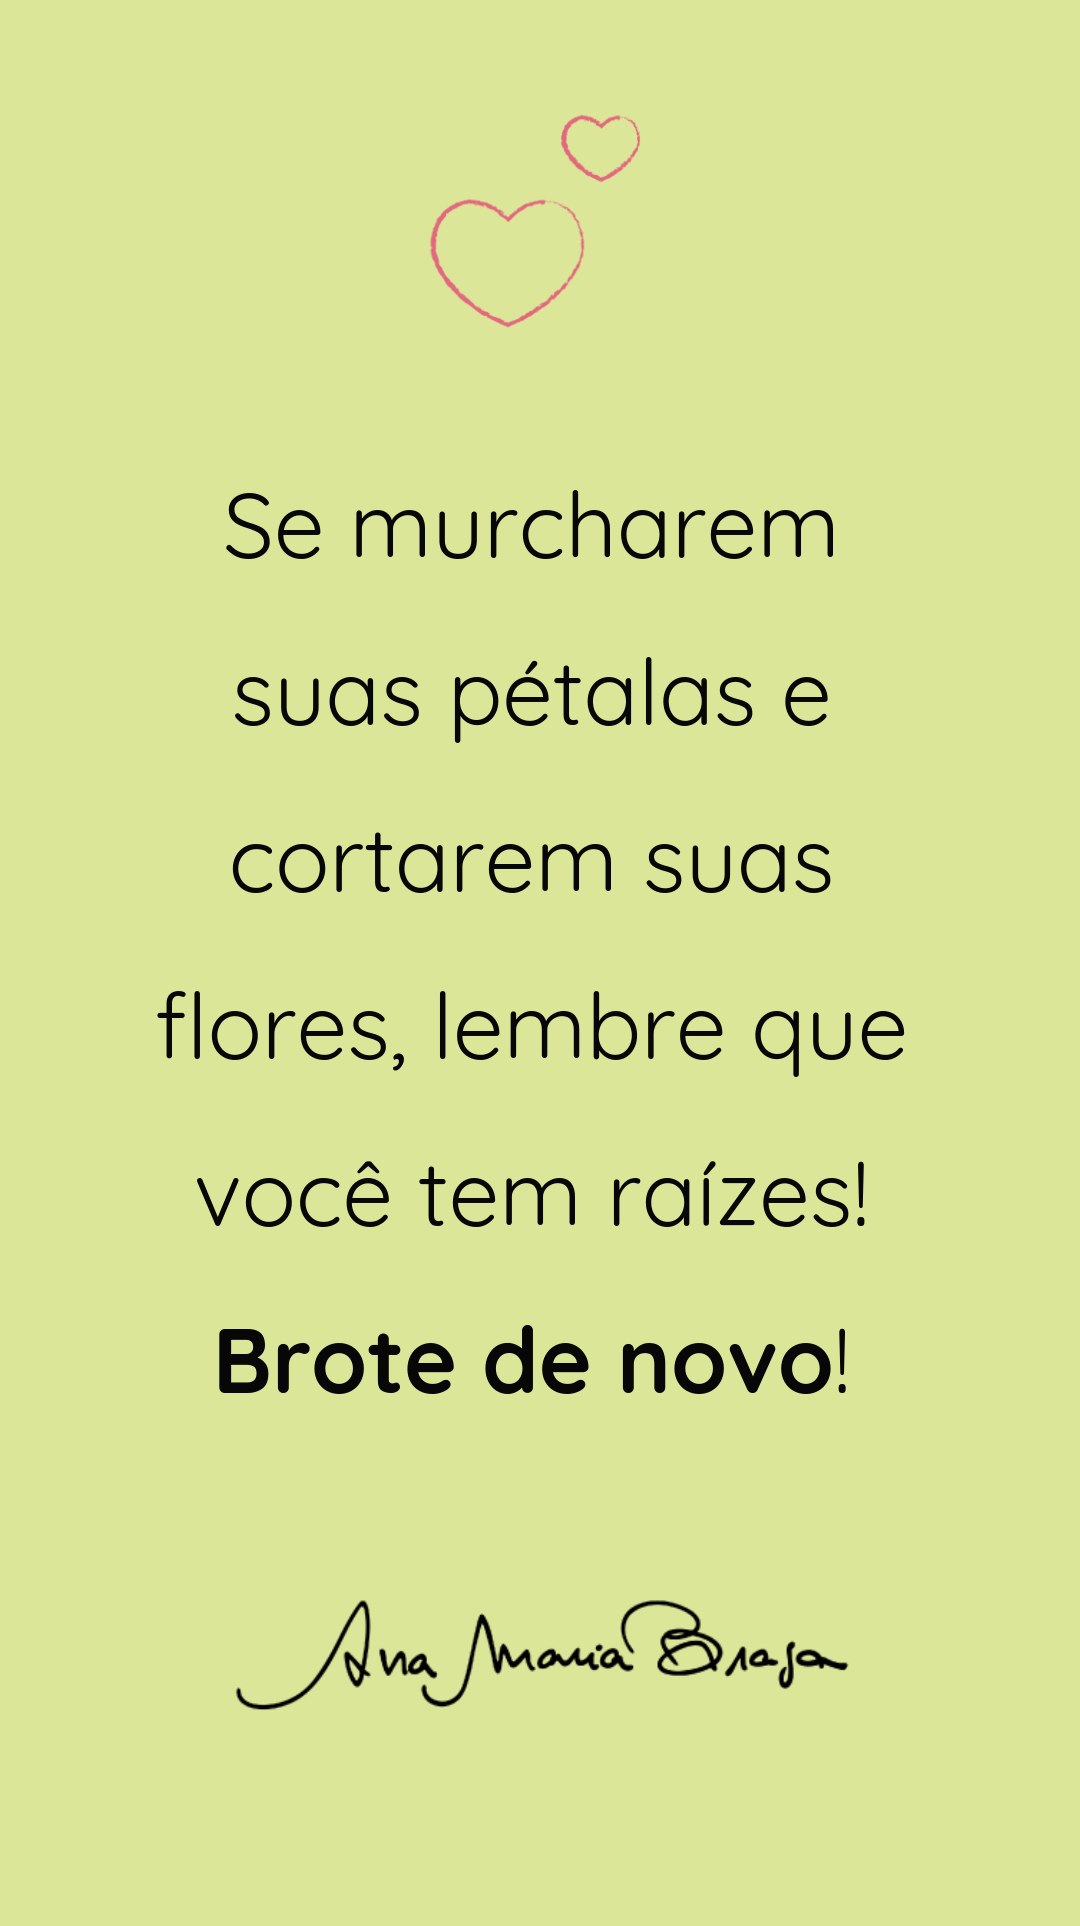 Se murcharem
suas pétalas e
cortarem suas
flores, lembre que
você tem raízes!
Brote de novo!
Ana Maria Braga